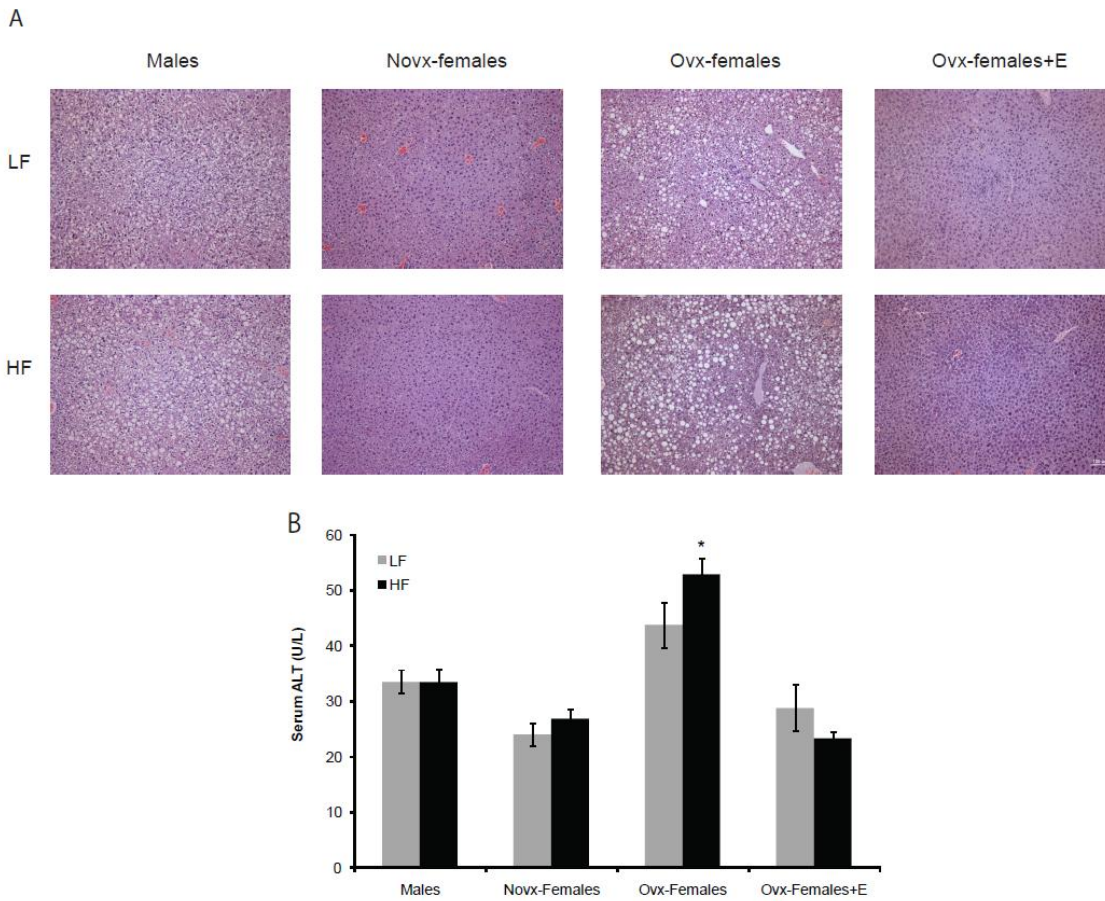 A
Males Novx-females Ovx-females Ovx-females+E
LF
HF
B
60
50
40
30
20
10
0
Serum ALT (U/L)
LF
HF
*
Males Novx-Females Ovx-Females Ovx-Females+E